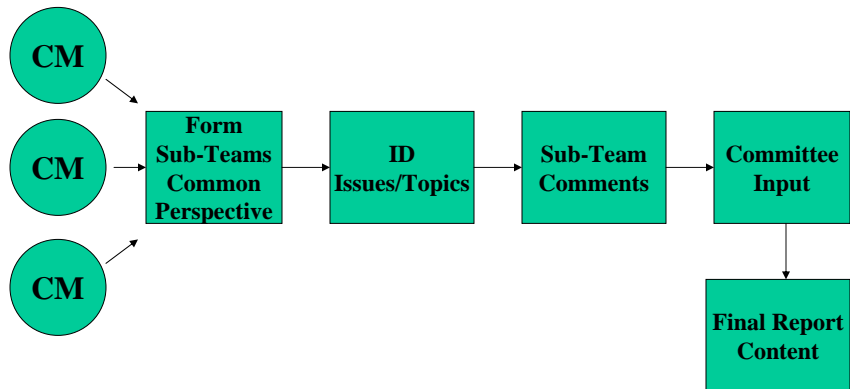 CM
CM
CM
Form
Sub-Teams
Common
Perspective
ID
Issues/Topics
Sub-Team
Comments
Committee
Input
Final Report
Content